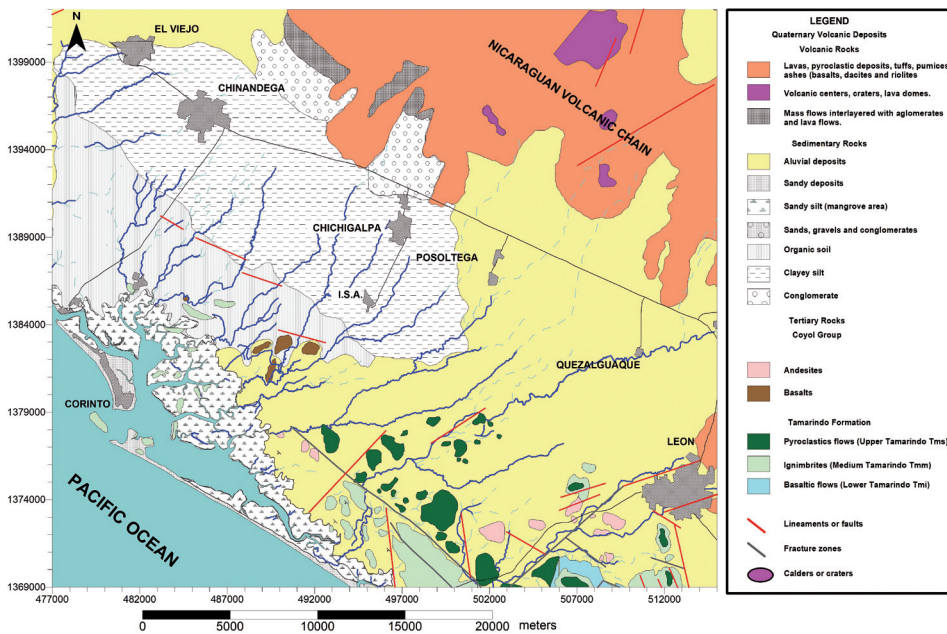 N
EL VIEJO
CHINANDEGA
NICARAGUAN VOLCANIC CHAIN
CHICHIGALPA
POSOLTEGA
I.S.A.
QUEZALGUAQUE
CORINTO
LEON
PACIFIC OCEAN
1399000
1394000
1389000
1384000
1379000
1374000
1369000
477000 482000 487000 492000 497000 502000 507000 512000
0 5000 10000 15000 20000 meters
LEGEND
Quaternary Volcanic Deposits
Volcanic Rocks
Lavas, pyroclastic deposits, tuffs, pumices,
ashes (basalts, dacites and riolites
Volcanic centers, craters, lava domes.
Mass flows interlayered with aglomerates
and lava flows.
Sedimentary Rocks
Aluvial deposits
Sandy deposits
Sandy silt (mangrove area)
Sands, gravels and conglomerates
Organic soil
Clayey silt
Conglomerate
Tertiary Rocks
Coyol Group
Andesites
Basalts
Tamarindo Formation
Pyroclastics flows (Upper Tamarindo Tms)
Ignimbrites (Medium Tamarindo Tmm)
Basaltic flows (Lower Tamarindo Tmi)
Lineaments or faults
Fracture zones
Calders or craters